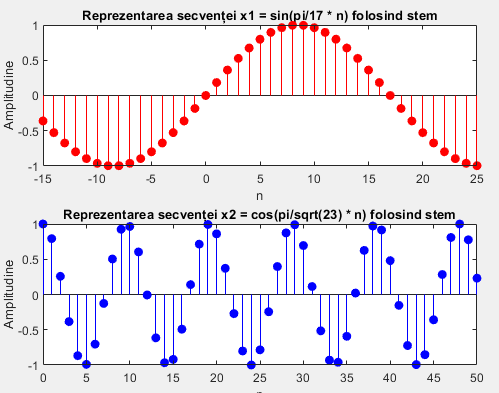 Reprezentarea secvenței x1 = sin(pi/17 * n) folosind stem
Amplitudine
1
0.5
0
-0.5
-1
-15 -10 -5 0 5 10 15 20 25
n
Reprezentarea secvenței x2 = cos(pi/sqrt(23) * n) folosind stem
Amplitudine
1
0.5
0
-0.5
-1
0 5 10 15 20 25 30 35 40 45 50